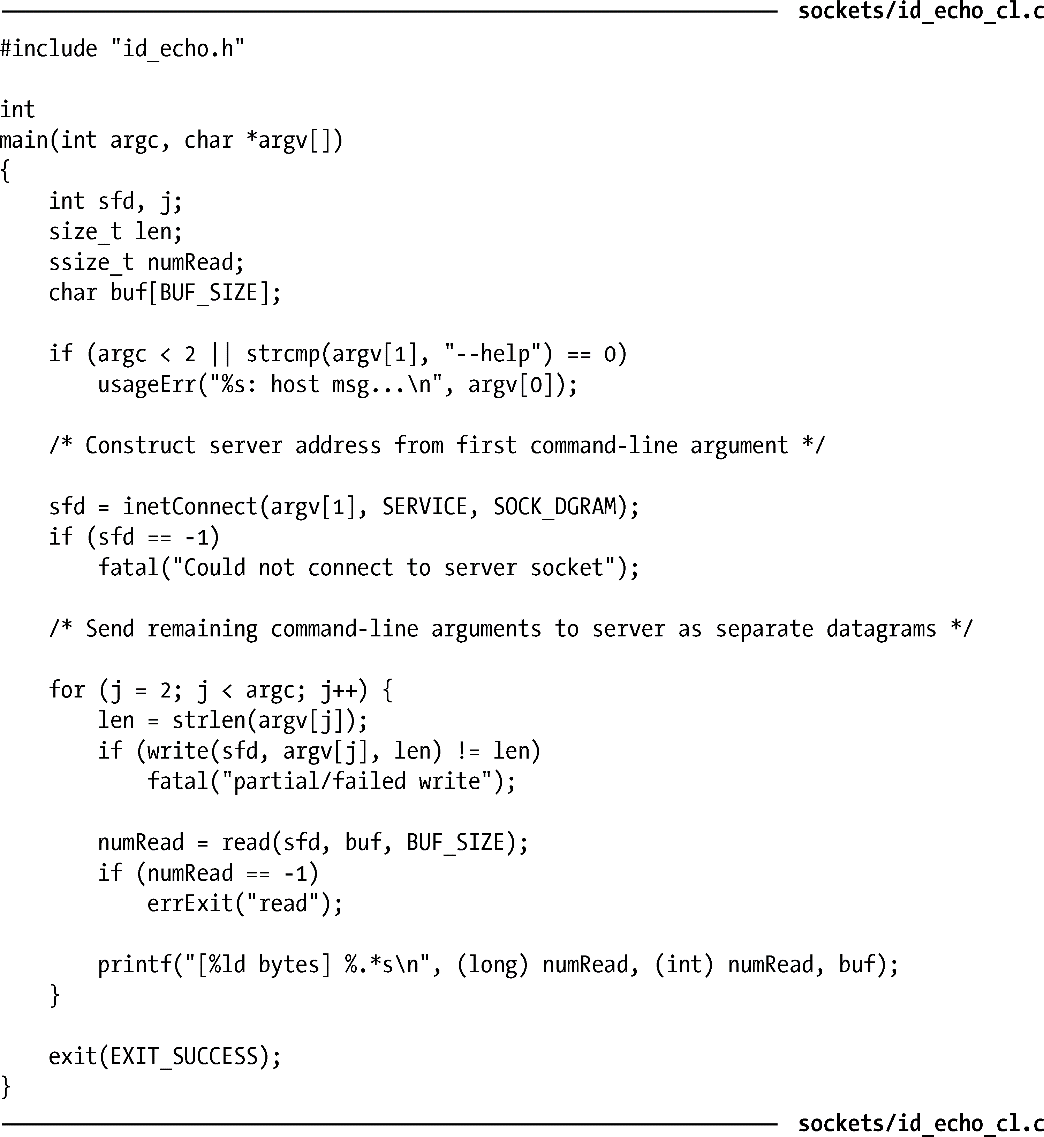 sockets/id_echo_cl.c
#include "id_echo.h"
int
main(int argc, char *argv[])
{
    int sfd, j;
    size_t len;
    ssize_t numRead;
    char buf[BUF_SIZE];
    if (argc < 2 || strcmp(argv[1], "--help") == 0)
        usageErr("%s: host msg...\n", argv[0]);
    /* Construct server address from first command-line argument */
    sfd = inetConnect(argv[1], SERVICE, SOCK_DGRAM);
    if (sfd == -1)
        fatal("Could not connect to server socket");
    /* Send remaining command-line arguments to server as separate datagrams */
    for (j = 2; j < argc; j++) {
        len = strlen(argv[j]);
        if (write(sfd, argv[j], len) != len)
            fatal("partial/failed write");
        numRead = read(sfd, buf, BUF_SIZE);
        if (numRead == -1)
            errExit("read");
        printf("[%ld bytes] %.*s\n", (long) numRead, (int) numRead, buf);
    }
    exit(EXIT_SUCCESS);
}
sockets/id_echo_cl.c